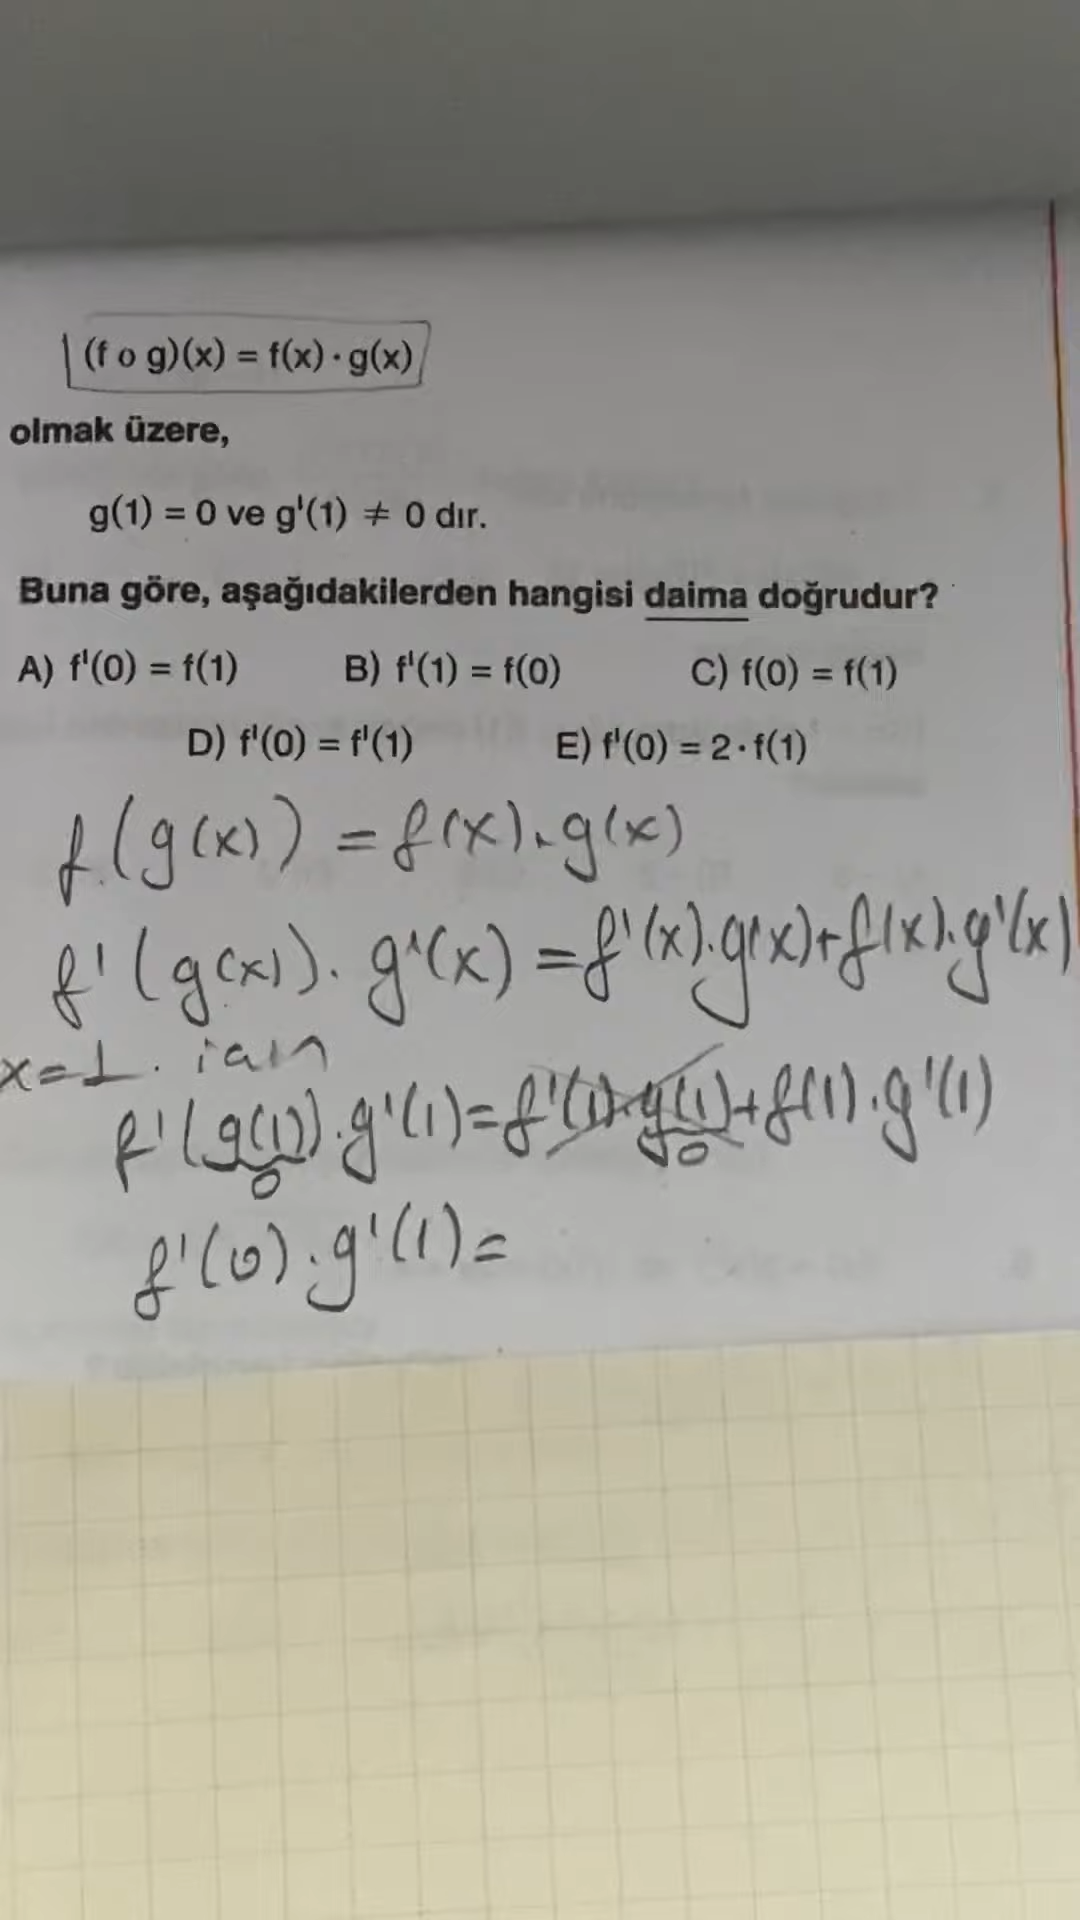 (f o g)(x) = f(x) · g(x)
olmak üzere,
g(1) = 0 ve g'(1) ≠ 0 dır.
Buna göre, aşağıdakilerden hangisi daima doğrudur?
A) f'(0) = f(1) B) f'(1) = f(0) C) f(0) = f(1)
D) f'(0) = f'(1) E) f'(0) = 2 · f(1)
f(g(x)) = f(x).g(x)
f'(g(x)).g'(x) = f'(x).g(x)+f(x).g'(x)
x=1. için
f'(g(1)).g'(1)=f'(1).g(1)+f(1).g'(1)
0 0
f'(0).g'(1)=